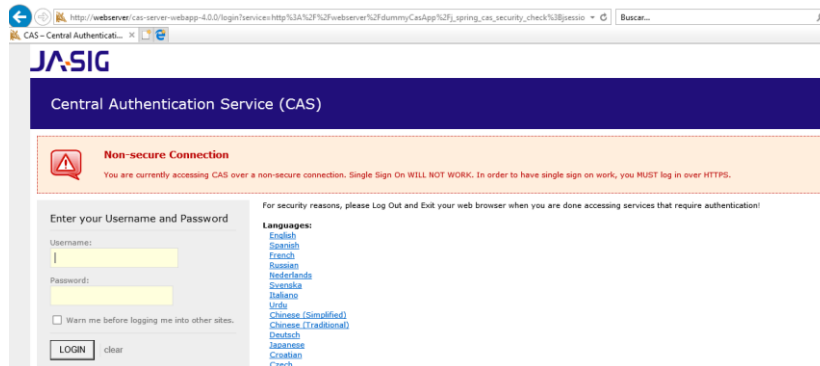 http://webserver/cas-server-webapp-4.0.0/login?service=http%3A%2F%2Fwebserver%2FdummyCasApp%2Fj_spring_cas_security_check%3Bjsessio
Buscar...
CAS – Central Authenticati...
JASIG
Central Authentication Service (CAS)
Non-secure Connection
You are currently accessing CAS over a non-secure connection. Single Sign On WILL NOT WORK. In order to have single sign on work, you MUST log in over HTTPS.
Enter your Username and Password
Username:
Password:
Warn me before logging me into other sites.
LOGIN clear
For security reasons, please Log Out and Exit your web browser when you are done accessing services that require authentication!
Languages:
English
Spanish
French
Russian
Nederlands
Svenska
Italiano
Urdu
Chinese (Simplified)
Chinese (Traditional)
Deutsch
Japanese
Croatian
Czech